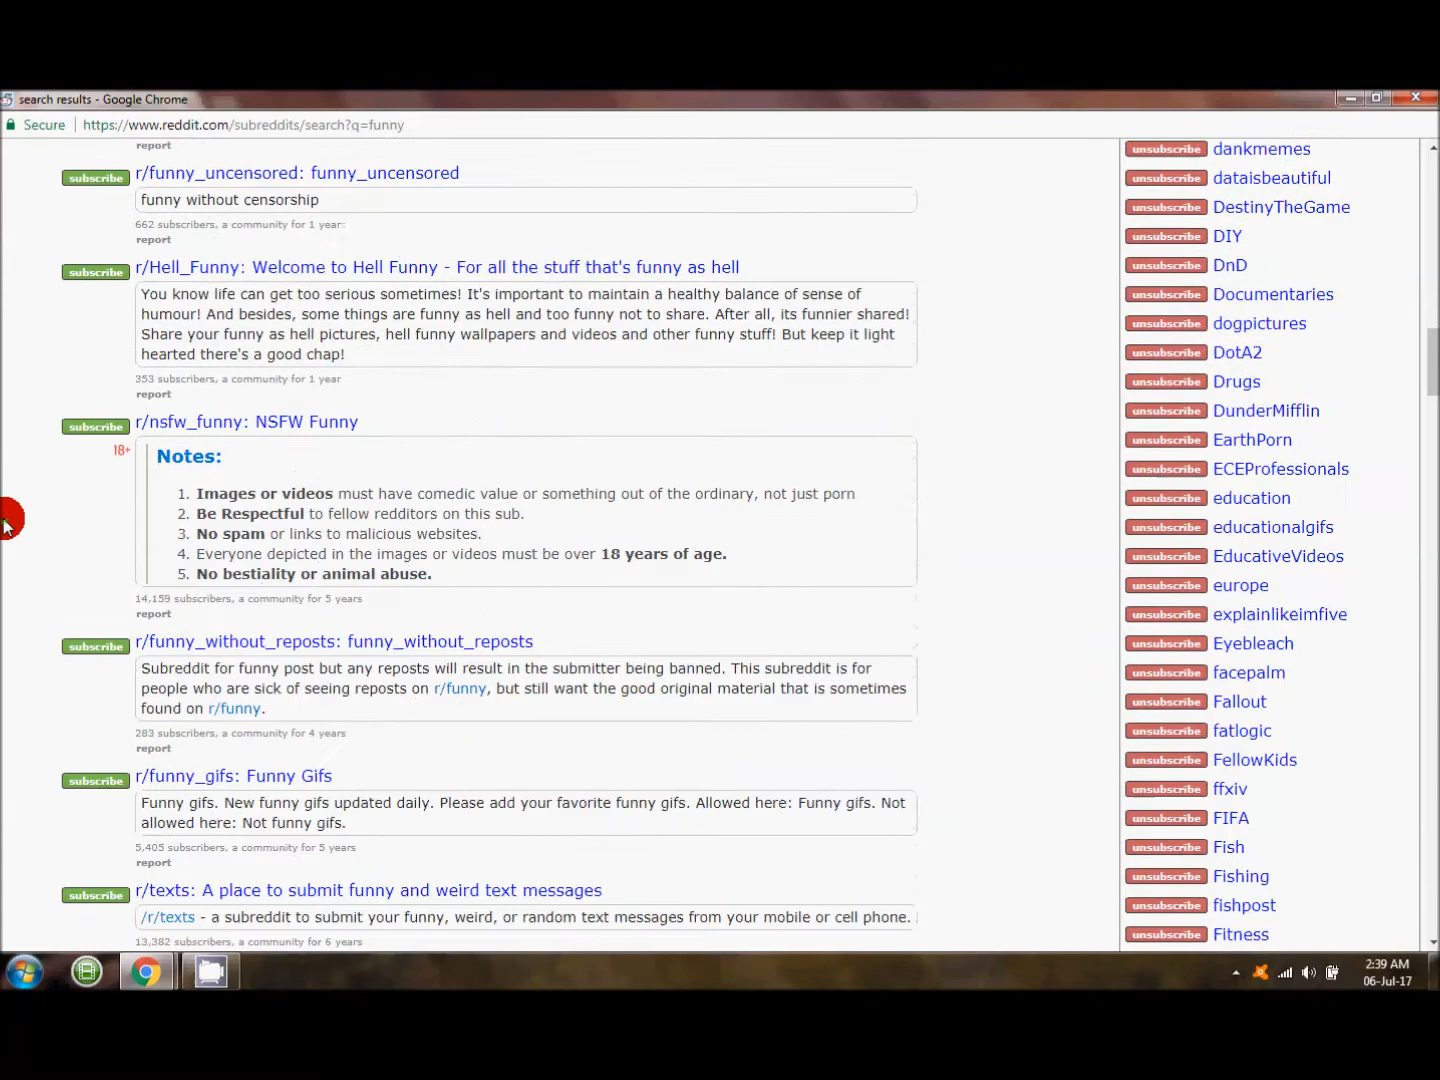 search results - Google Chrome
Secure | https://www.reddit.com/subreddits/search?q=funny
report
subscribe r/funny_uncensored: funny_uncensored
funny without censorship
662 subscribers, a community for 1 years
report
subscribe r/Hell_Funny: Welcome to Hell Funny - For all the stuff that's funny as hell
You know life can get too serious sometimes! It's important to maintain a healthy balance of sense of
humour! And besides, some things are funny as hell and too funny not to share. After all, its funnier shared!
Share your funny as hell pictures, hell funny wallpapers and videos and other funny stuff! But keep it light
hearted there's a good chap!
353 subscribers, a community for 1 year
report
subscribe r/nsfw_funny: NSFW Funny
18+
Notes:
1. Images or videos must have comedic value or something out of the ordinary, not just porn
2. Be Respectful to fellow redditors on this sub.
3. No spam or links to malicious websites.
4. Everyone depicted in the images or videos must be over 18 years of age.
5. No bestiality or animal abuse.
14,159 subscribers, a community for 5 years
report
subscribe r/funny_without_reposts: funny_without_reposts
Subreddit for funny post but any reposts will result in the submitter being banned. This subreddit is for
people who are sick of seeing reposts on r/funny, but still want the good original material that is sometimes
found on r/funny.
283 subscribers, a community for 4 years
report
subscribe r/funny_gifs: Funny Gifs
Funny gifs. New funny gifs updated daily. Please add your favorite funny gifs. Allowed here: Funny gifs. Not
allowed here: Not funny gifs.
5,405 subscribers, a community for 5 years
report
subscribe r/texts: A place to submit funny and weird text messages
/r/texts - a subreddit to submit your funny, weird, or random text messages from your mobile or cell phone.
13,382 subscribers, a community for 6 years
unsubscribe dankmemes
unsubscribe dataisbeautiful
unsubscribe DestinyTheGame
unsubscribe DIY
unsubscribe DnD
unsubscribe Documentaries
unsubscribe dogpictures
unsubscribe DotA2
unsubscribe Drugs
unsubscribe DunderMifflin
unsubscribe EarthPorn
unsubscribe ECEProfessionals
unsubscribe education
unsubscribe educationalgifs
unsubscribe EducativeVideos
unsubscribe europe
unsubscribe explainlikeimfive
unsubscribe Eyebleach
unsubscribe facepalm
unsubscribe Fallout
unsubscribe fatlogic
unsubscribe FellowKids
unsubscribe ffxiv
unsubscribe FIFA
unsubscribe Fish
unsubscribe Fishing
unsubscribe fishpost
unsubscribe Fitness
2:39 AM
06-Jul-17